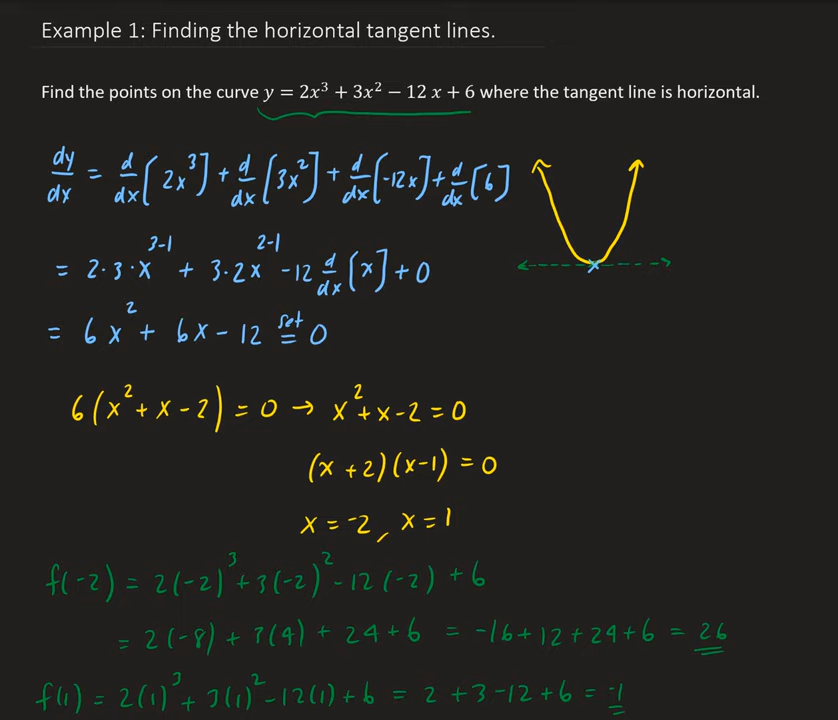 Example 1: Finding the horizontal tangent lines.
Find the points on the curve y = 2x³ + 3x² − 12 x + 6 where the tangent line is horizontal.
dy/dx = d/dx [2x³] + d/dx [3x²] + d/dx [-12x] + d/dx [6]
= 2·3·x³⁻¹ + 3·2x²⁻¹ - 12 d/dx [x] + 0
= 6x² + 6x - 12 set = 0
6(x² + x - 2) = 0 → x² + x - 2 = 0
(x + 2)(x - 1) = 0
x = -2, x = 1
f(-2) = 2(-2)³ + 3(-2)² - 12(-2) + 6
= 2(-8) + 3(4) + 24 + 6 = -16 + 12 + 24 + 6 = 26
f(1) = 2(1)³ + 3(1)² - 12(1) + 6 = 2 + 3 - 12 + 6 = -1